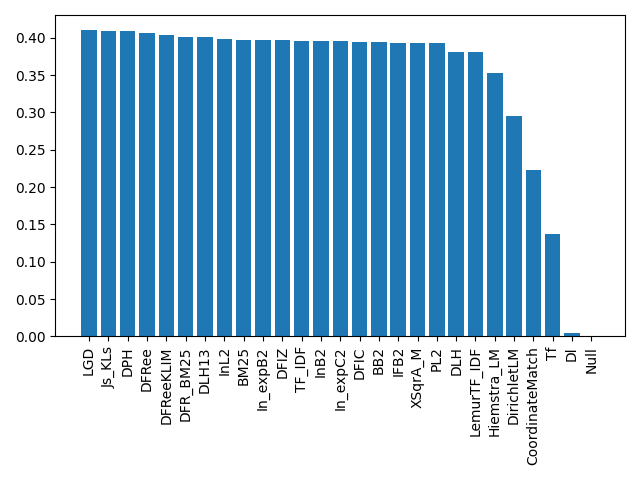 0.40
0.35
0.30
0.25
0.20
0.15
0.10
0.05
0.00
LGD
Js_KLs
DPH
DFRee
DFReeKLIM
DFR_BM25
DLH13
InL2
BM25
In_expB2
DFIZ
TF_IDF
InB2
In_expC2
DFIC
BB2
IFB2
XSqrA_M
PL2
DLH
LemurTF_IDF
Hiemstra_LM
DirichletLM
CoordinateMatch
Tf
Dl
Null